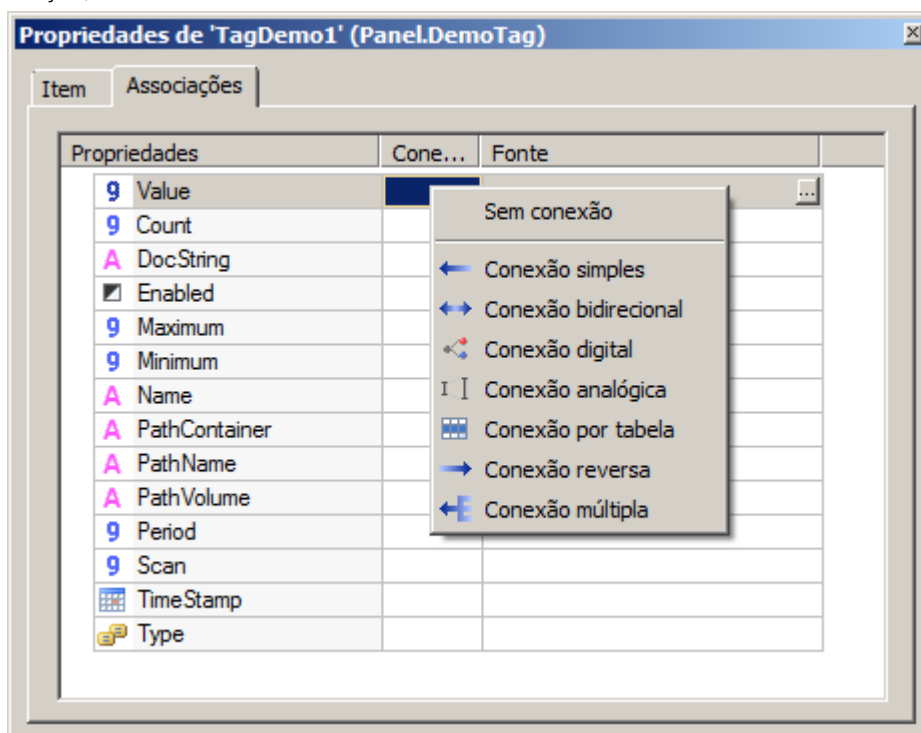 Propriedades de 'TagDemo1' (Panel.DemoTag)
Item Associações
Propriedades Cone... Fonte
Value ...
Count
DocString
Enabled
Maximum
Minimum
Name
PathContainer
PathName
PathVolume
Period
Scan
TimeStamp
Type
Sem conexão
Conexão simples
Conexão bidirecional
Conexão digital
Conexão analógica
Conexão por tabela
Conexão reversa
Conexão múltipla